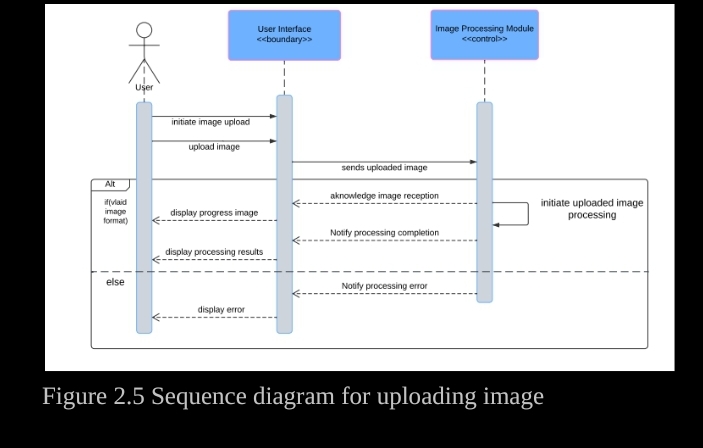 User Interface
<<boundary>>
Image Processing Module
<<control>>
User
initiate image upload
upload image
sends uploaded image
Alt
if(vlaid
image
format)
aknowledge image reception
initiate uploaded image
processing
display progress image
Notify processing completion
display processing results
else
Notify processing error
display error
Figure 2.5 Sequence diagram for uploading image